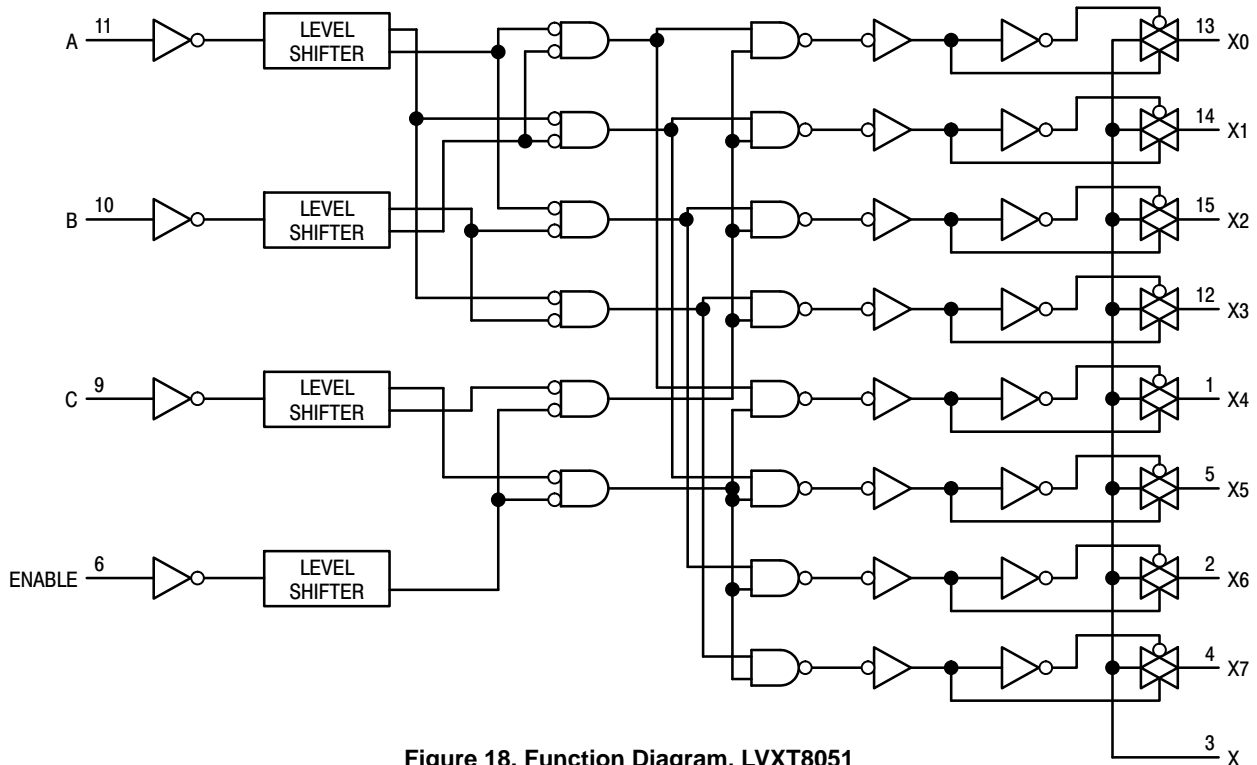 A 11 LEVEL SHIFTER 13 X0
14 X1
B 10 LEVEL SHIFTER 15 X2
12 X3
C 9 LEVEL SHIFTER 1 X4
5 X5
ENABLE 6 LEVEL SHIFTER 2 X6
4 X7
3 X
Figure 18. Function Diagram, LVXT8051